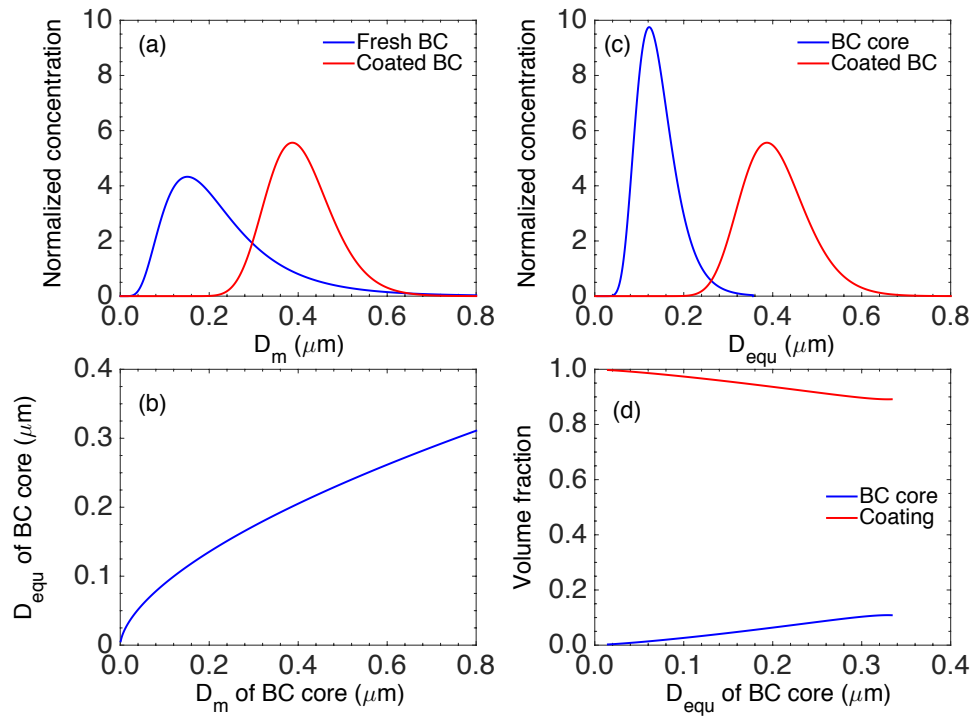 10
8
6
4
2
0
Normalized concentration
(a)
Fresh BC
Coated BC
0.0 0.2 0.4 0.6 0.8
D_m (μm)
10
8
6
4
2
0
Normalized concentration
(c)
BC core
Coated BC
0.0 0.2 0.4 0.6 0.8
D_equ (μm)
0.4
0.3
0.2
0.1
0
D_equ of BC core (μm)
(b)
0.0 0.2 0.4 0.6 0.8
D_m of BC core (μm)
1.0
0.8
0.6
0.4
0.2
0.0
Volume fraction
(d)
BC core
Coating
0.0 0.1 0.2 0.3 0.4
D_equ of BC core (μm)